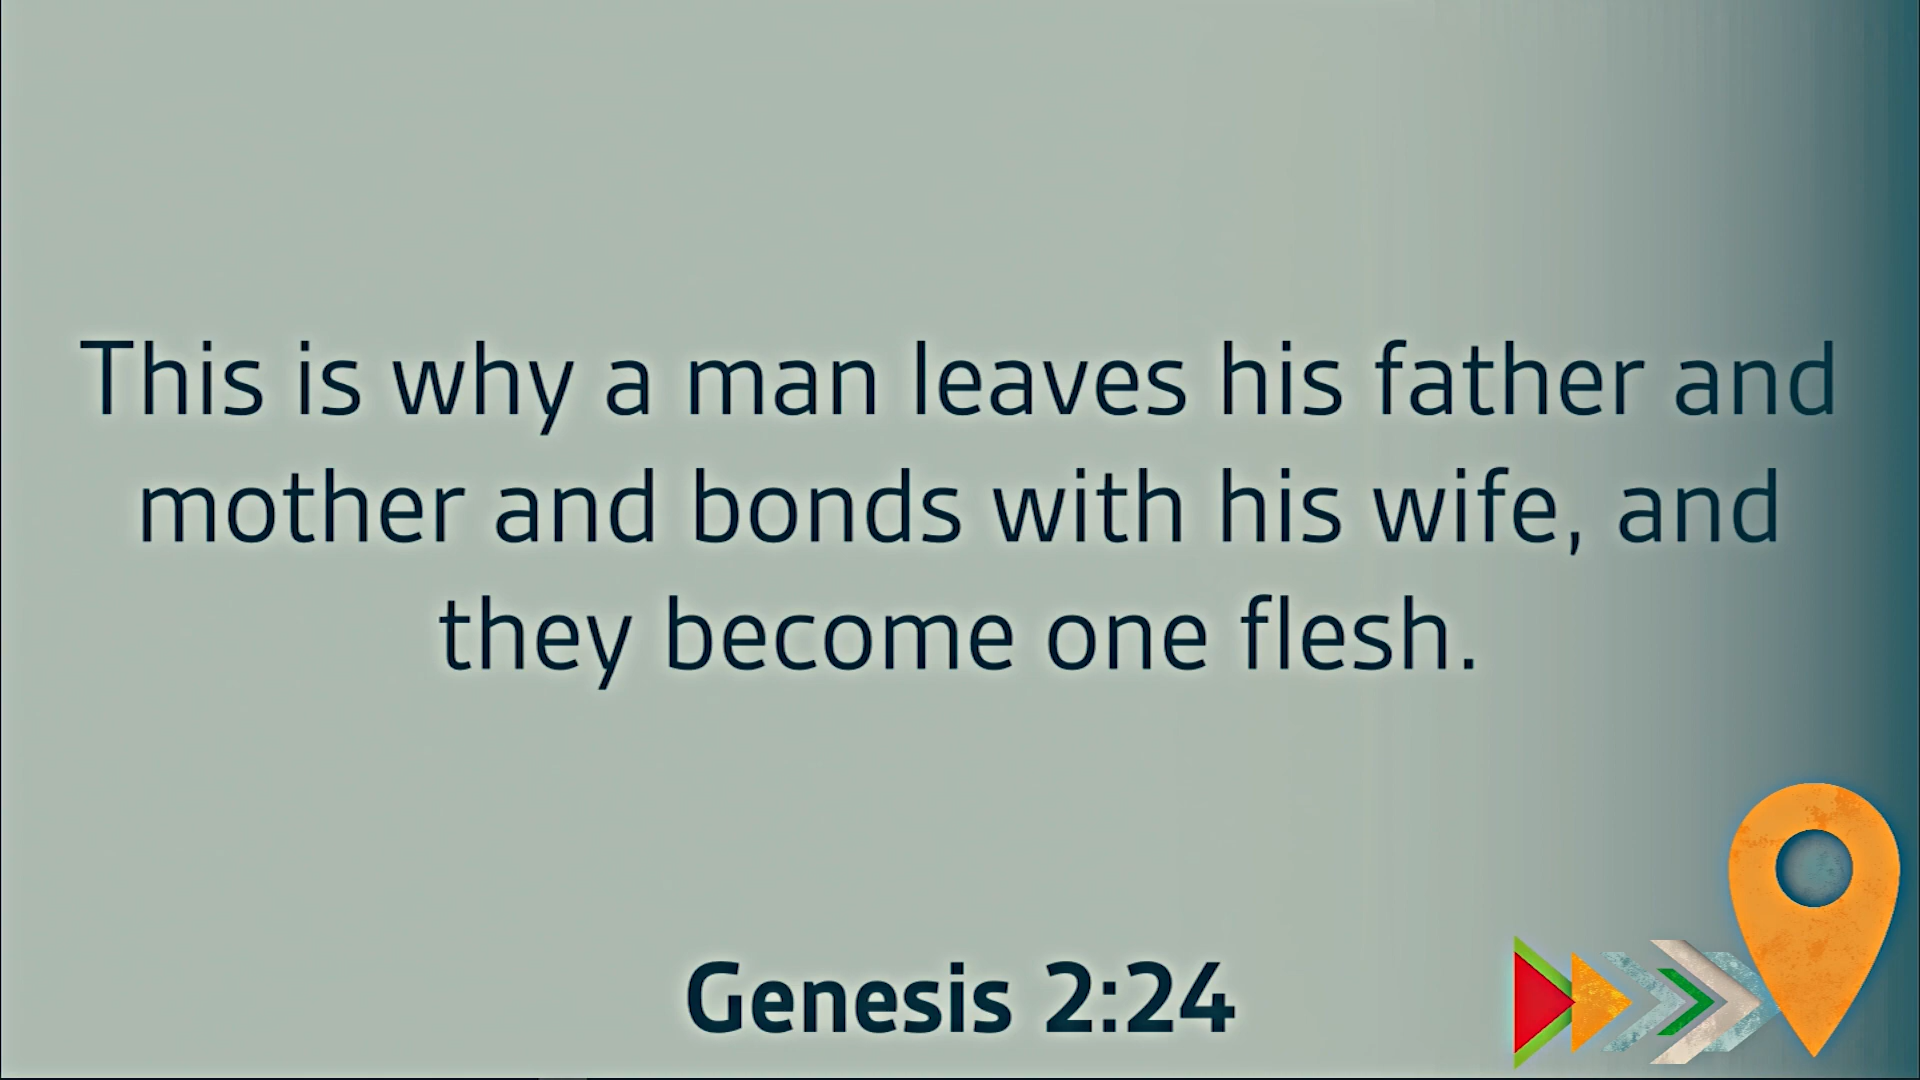 This is why a man leaves his father and
mother and bonds with his wife, and
they become one flesh.
Genesis 2:24